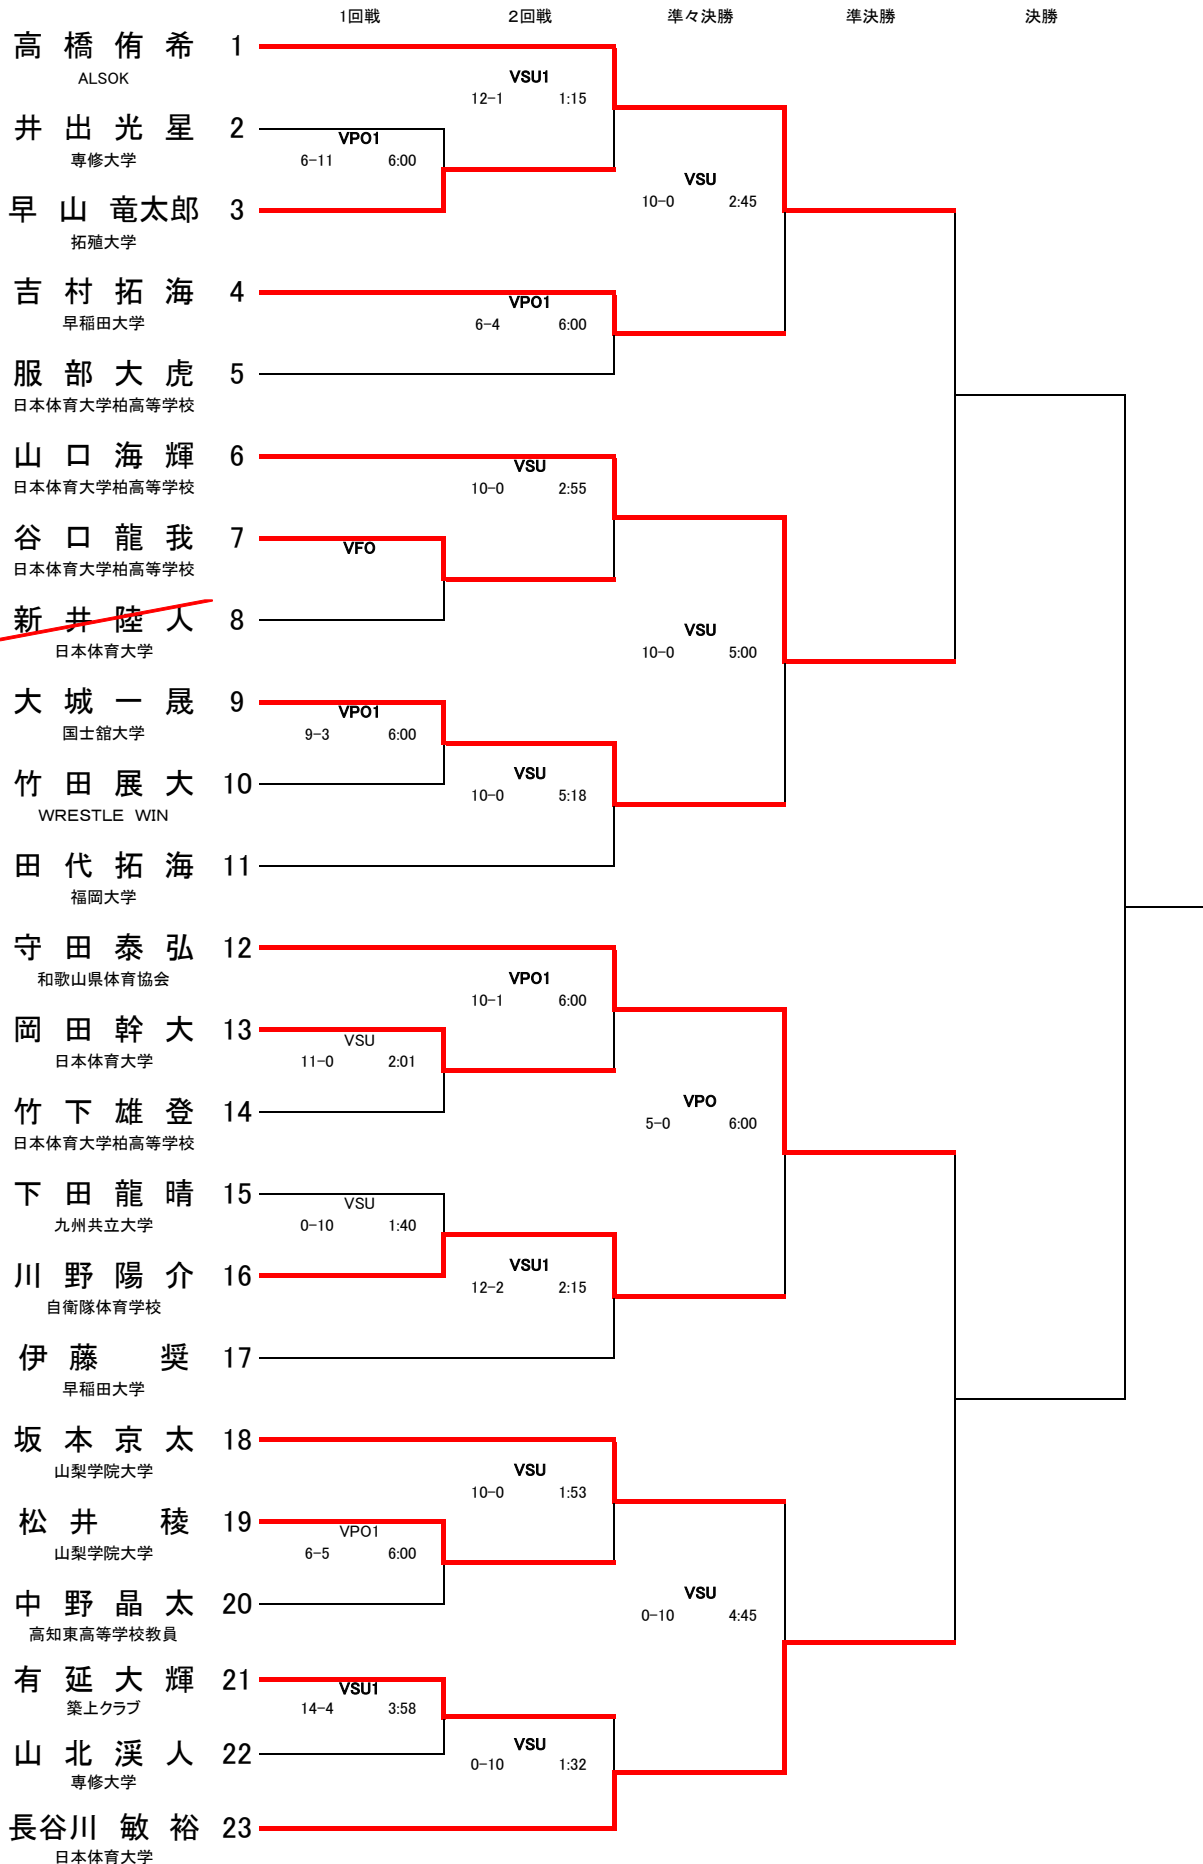 1回戦 2回戦 準々決勝 準決勝 決勝
高橋侑希 1
ALSOK
VSU1
12-1 1:15
井出光星 2
専修大学
VPO1
6-11 6:00
早山竜太郎 3
拓殖大学
VSU
10-0 2:45
吉村拓海 4
早稲田大学
VPO1
6-4 6:00
服部大虎 5
日本体育大学柏高等学校
山口海輝 6
日本体育大学柏高等学校
VSU
10-0 2:55
谷口龍我 7
日本体育大学柏高等学校
VFO
新井陸人 8
日本体育大学
VSU
10-0 5:00
大城一晟 9
国士舘大学
VPO1
9-3 6:00
竹田展大 10
WRESTLE WIN
VSU
10-0 5:18
田代拓海 11
福岡大学
守田泰弘 12
和歌山県体育協会
VPO1
10-1 6:00
岡田幹大 13
日本体育大学
VSU
11-0 2:01
竹下雄登 14
日本体育大学柏高等学校
VPO
5-0 6:00
下田龍晴 15
九州共立大学
VSU
0-10 1:40
川野陽介 16
自衛隊体育学校
VSU1
12-2 2:15
伊藤 奨 17
早稲田大学
坂本京太 18
山梨学院大学
VSU
10-0 1:53
松井 稜 19
山梨学院大学
VPO1
6-5 6:00
中野晶太 20
高知東高等学校教員
VSU
0-10 4:45
有延大輝 21
築上クラブ
VSU1
14-4 3:58
山北渓人 22
専修大学
VSU
0-10 1:32
長谷川敏裕 23
日本体育大学